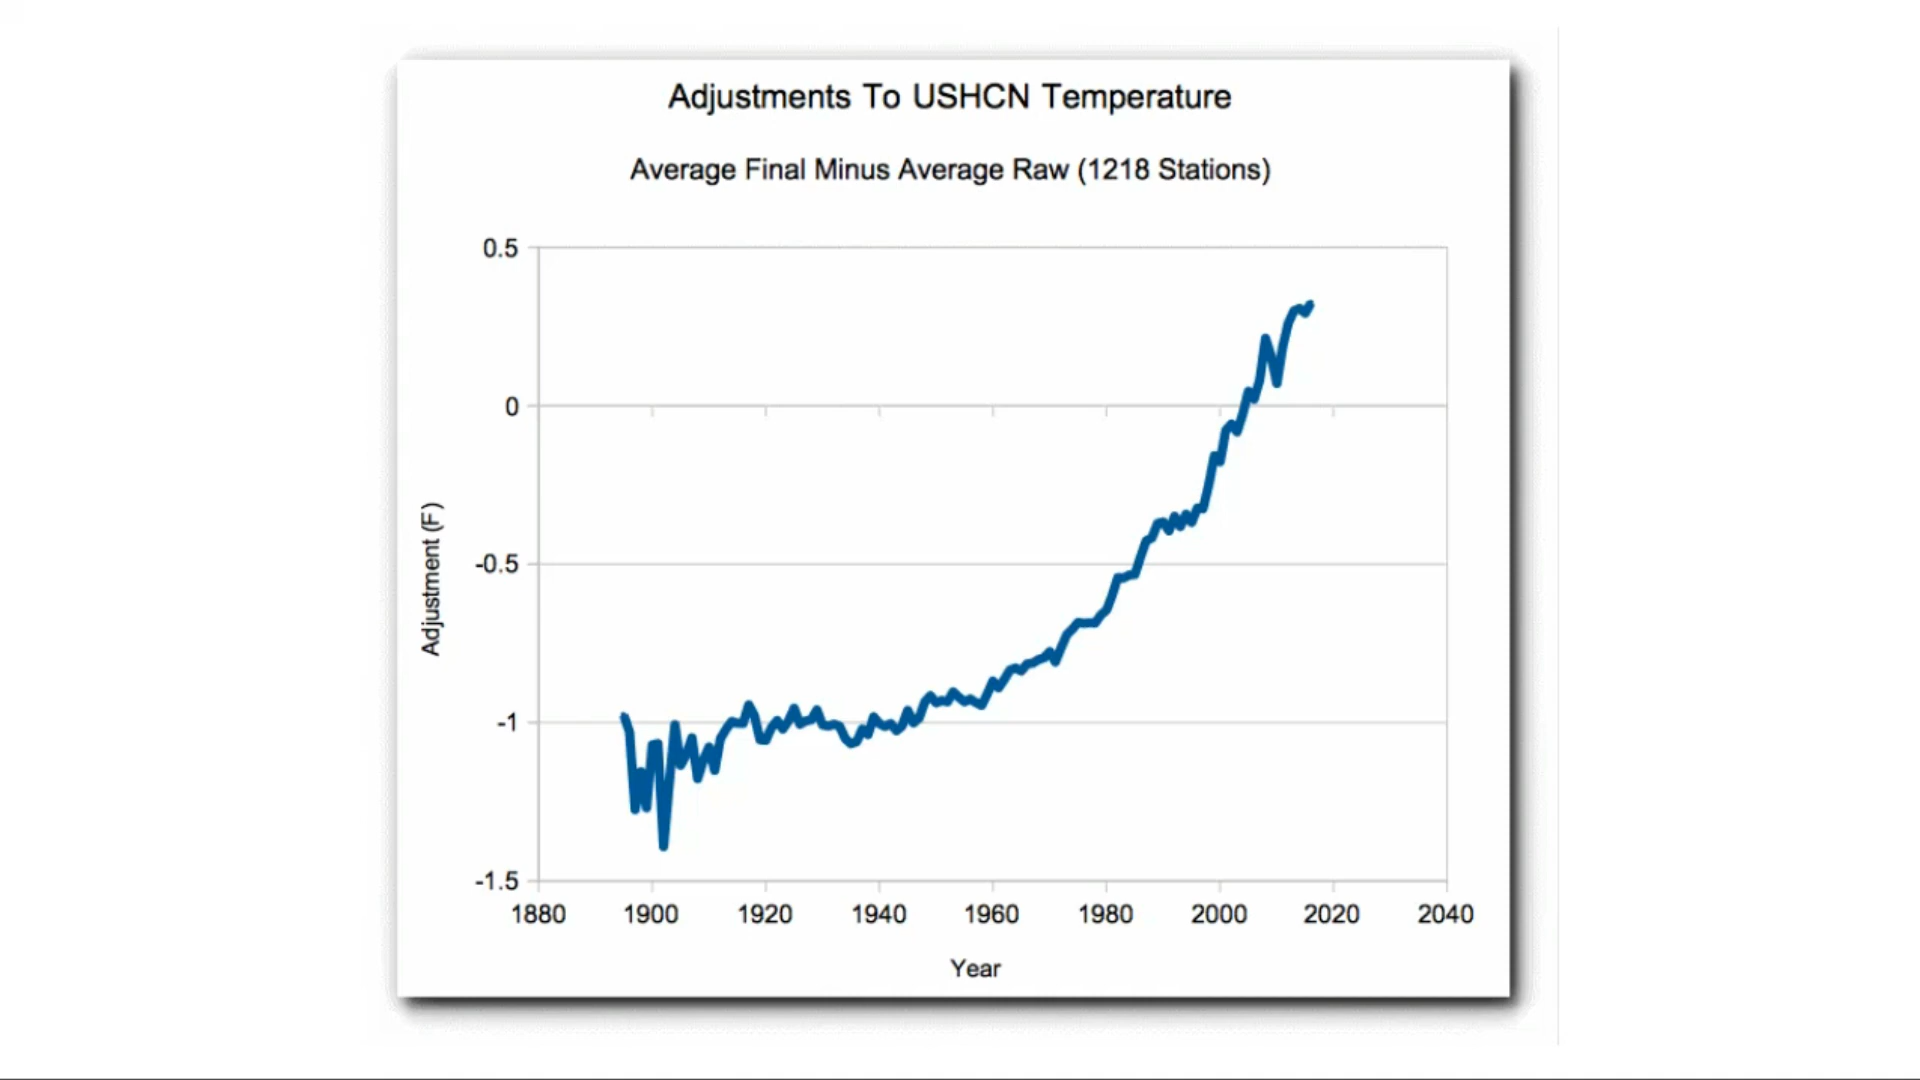 Adjustments To USHCN Temperature
Average Final Minus Average Raw (1218 Stations)
0.5
0
-0.5
-1
-1.5
Adjustment (F)
1880 1900 1920 1940 1960 1980 2000 2020 2040
Year